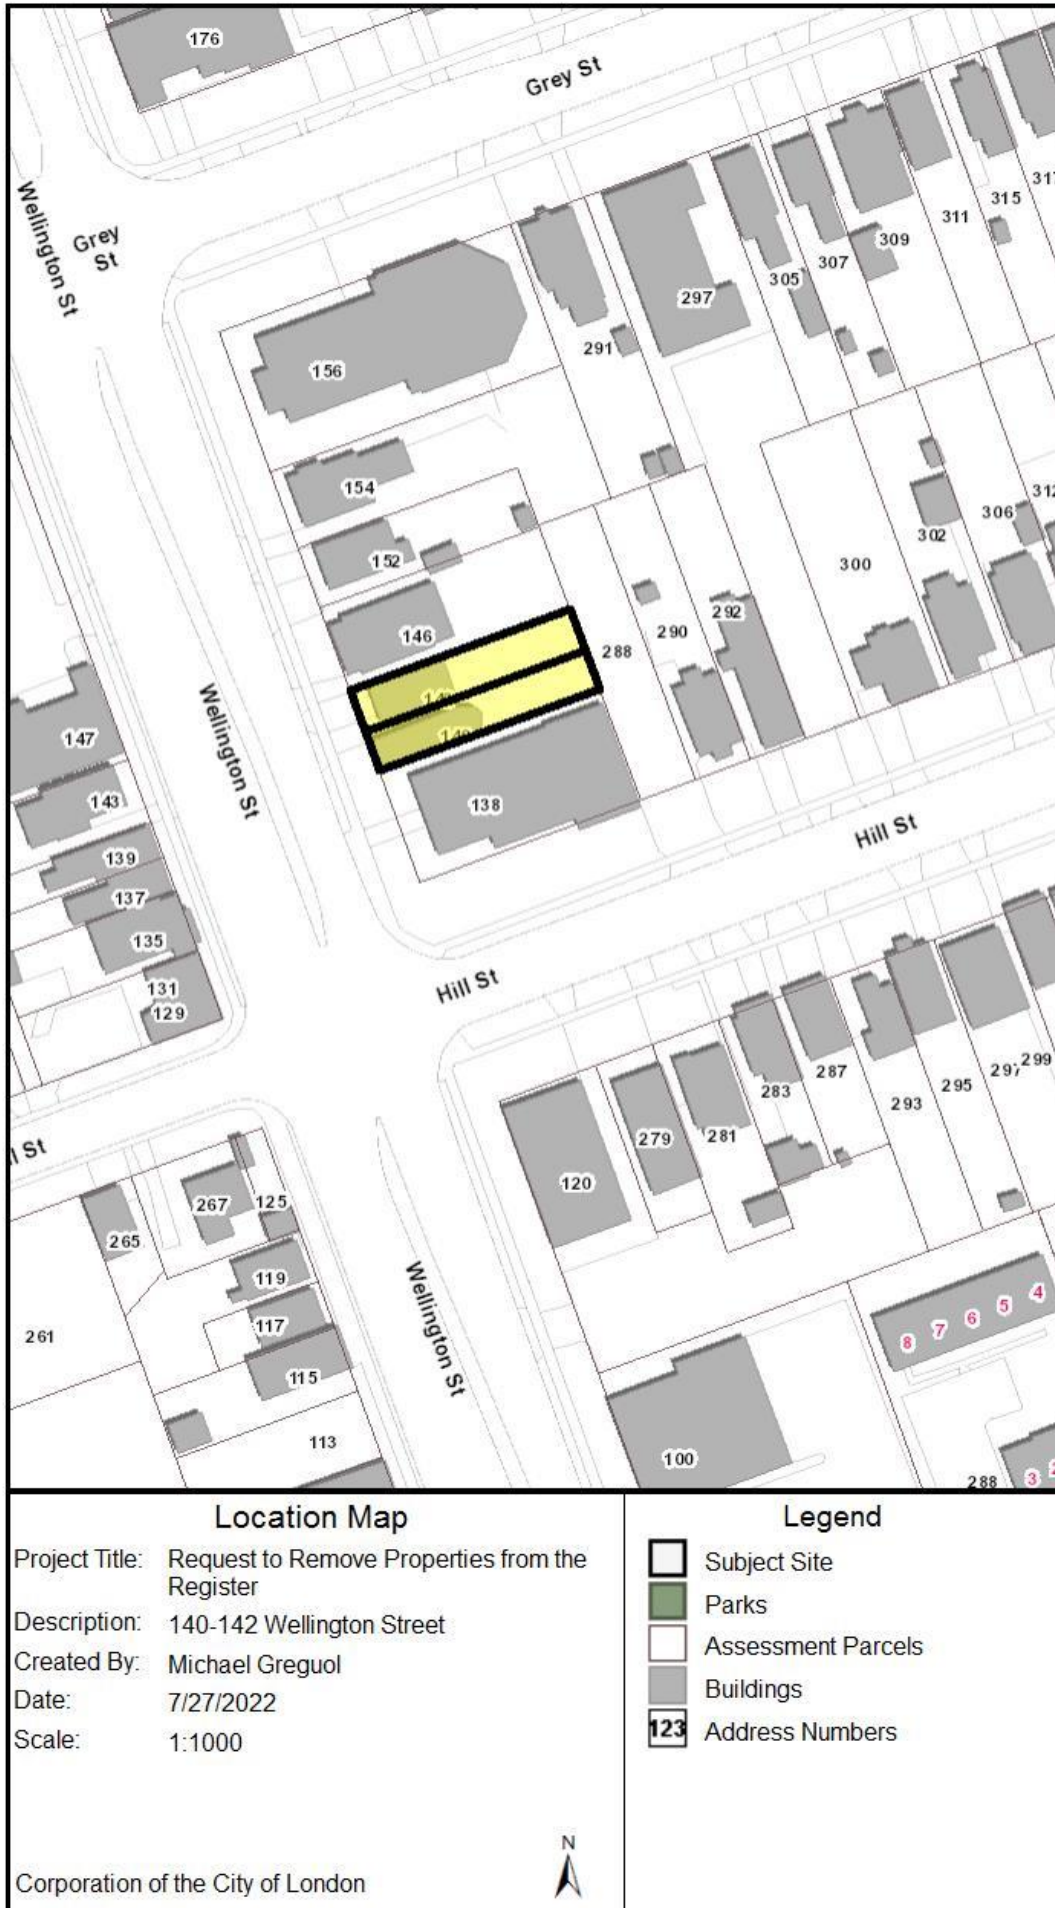 176
Grey St
Wellington St
Grey
St
317
315
311
309
307
305
297
291
156
154
152
146
312
306
302
300
292
290
288
142
140
138
Wellington St
147
143
139
137
135
131
129
Hill St
Hill St
299
297
295
293
287
283
281
279
120
267
125
265
119
117
115
113
261
Wellington St
4
5
6
7
8
100
288
3
2
Location Map
Project Title: Request to Remove Properties from the
Register
Description: 140-142 Wellington Street
Created By: Michael Greguol
Date: 7/27/2022
Scale: 1:1000
N
Corporation of the City of London
Legend
Subject Site
Parks
Assessment Parcels
Buildings
123 Address Numbers